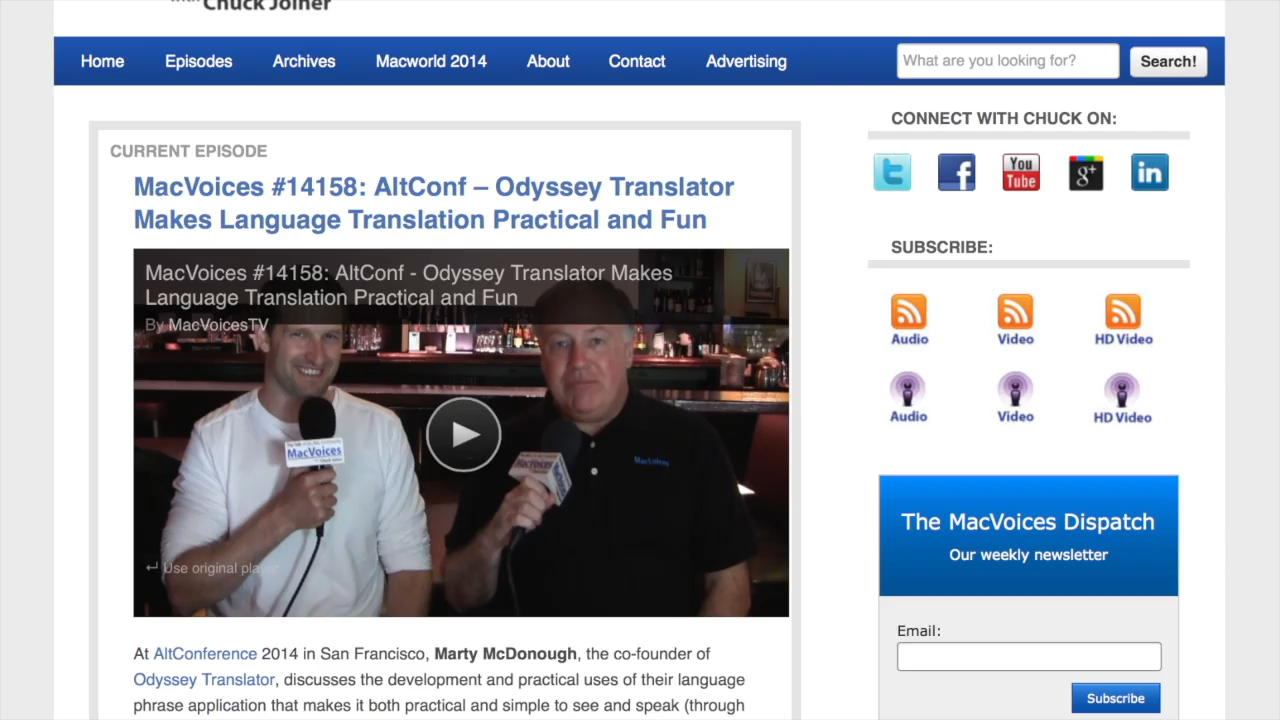 with Chuck Joiner
Home Episodes Archives Macworld 2014 About Contact Advertising What are you looking for? Search!
CURRENT EPISODE
MacVoices #14158: AltConf – Odyssey Translator
Makes Language Translation Practical and Fun
MacVoices #14158: AltConf - Odyssey Translator Makes
Language Translation Practical and Fun
By MacVoicesTV
MacVoices
MacVoices
MacVoices
Use original player
At AltConference 2014 in San Francisco, Marty McDonough, the co-founder of
Odyssey Translator, discusses the development and practical uses of their language
phrase application that makes it both practical and simple to see and speak (through
CONNECT WITH CHUCK ON:
t f You Tube g+ in
SUBSCRIBE:
Audio Video HD Video
Audio Video HD Video
The MacVoices Dispatch
Our weekly newsletter
Email:
Subscribe